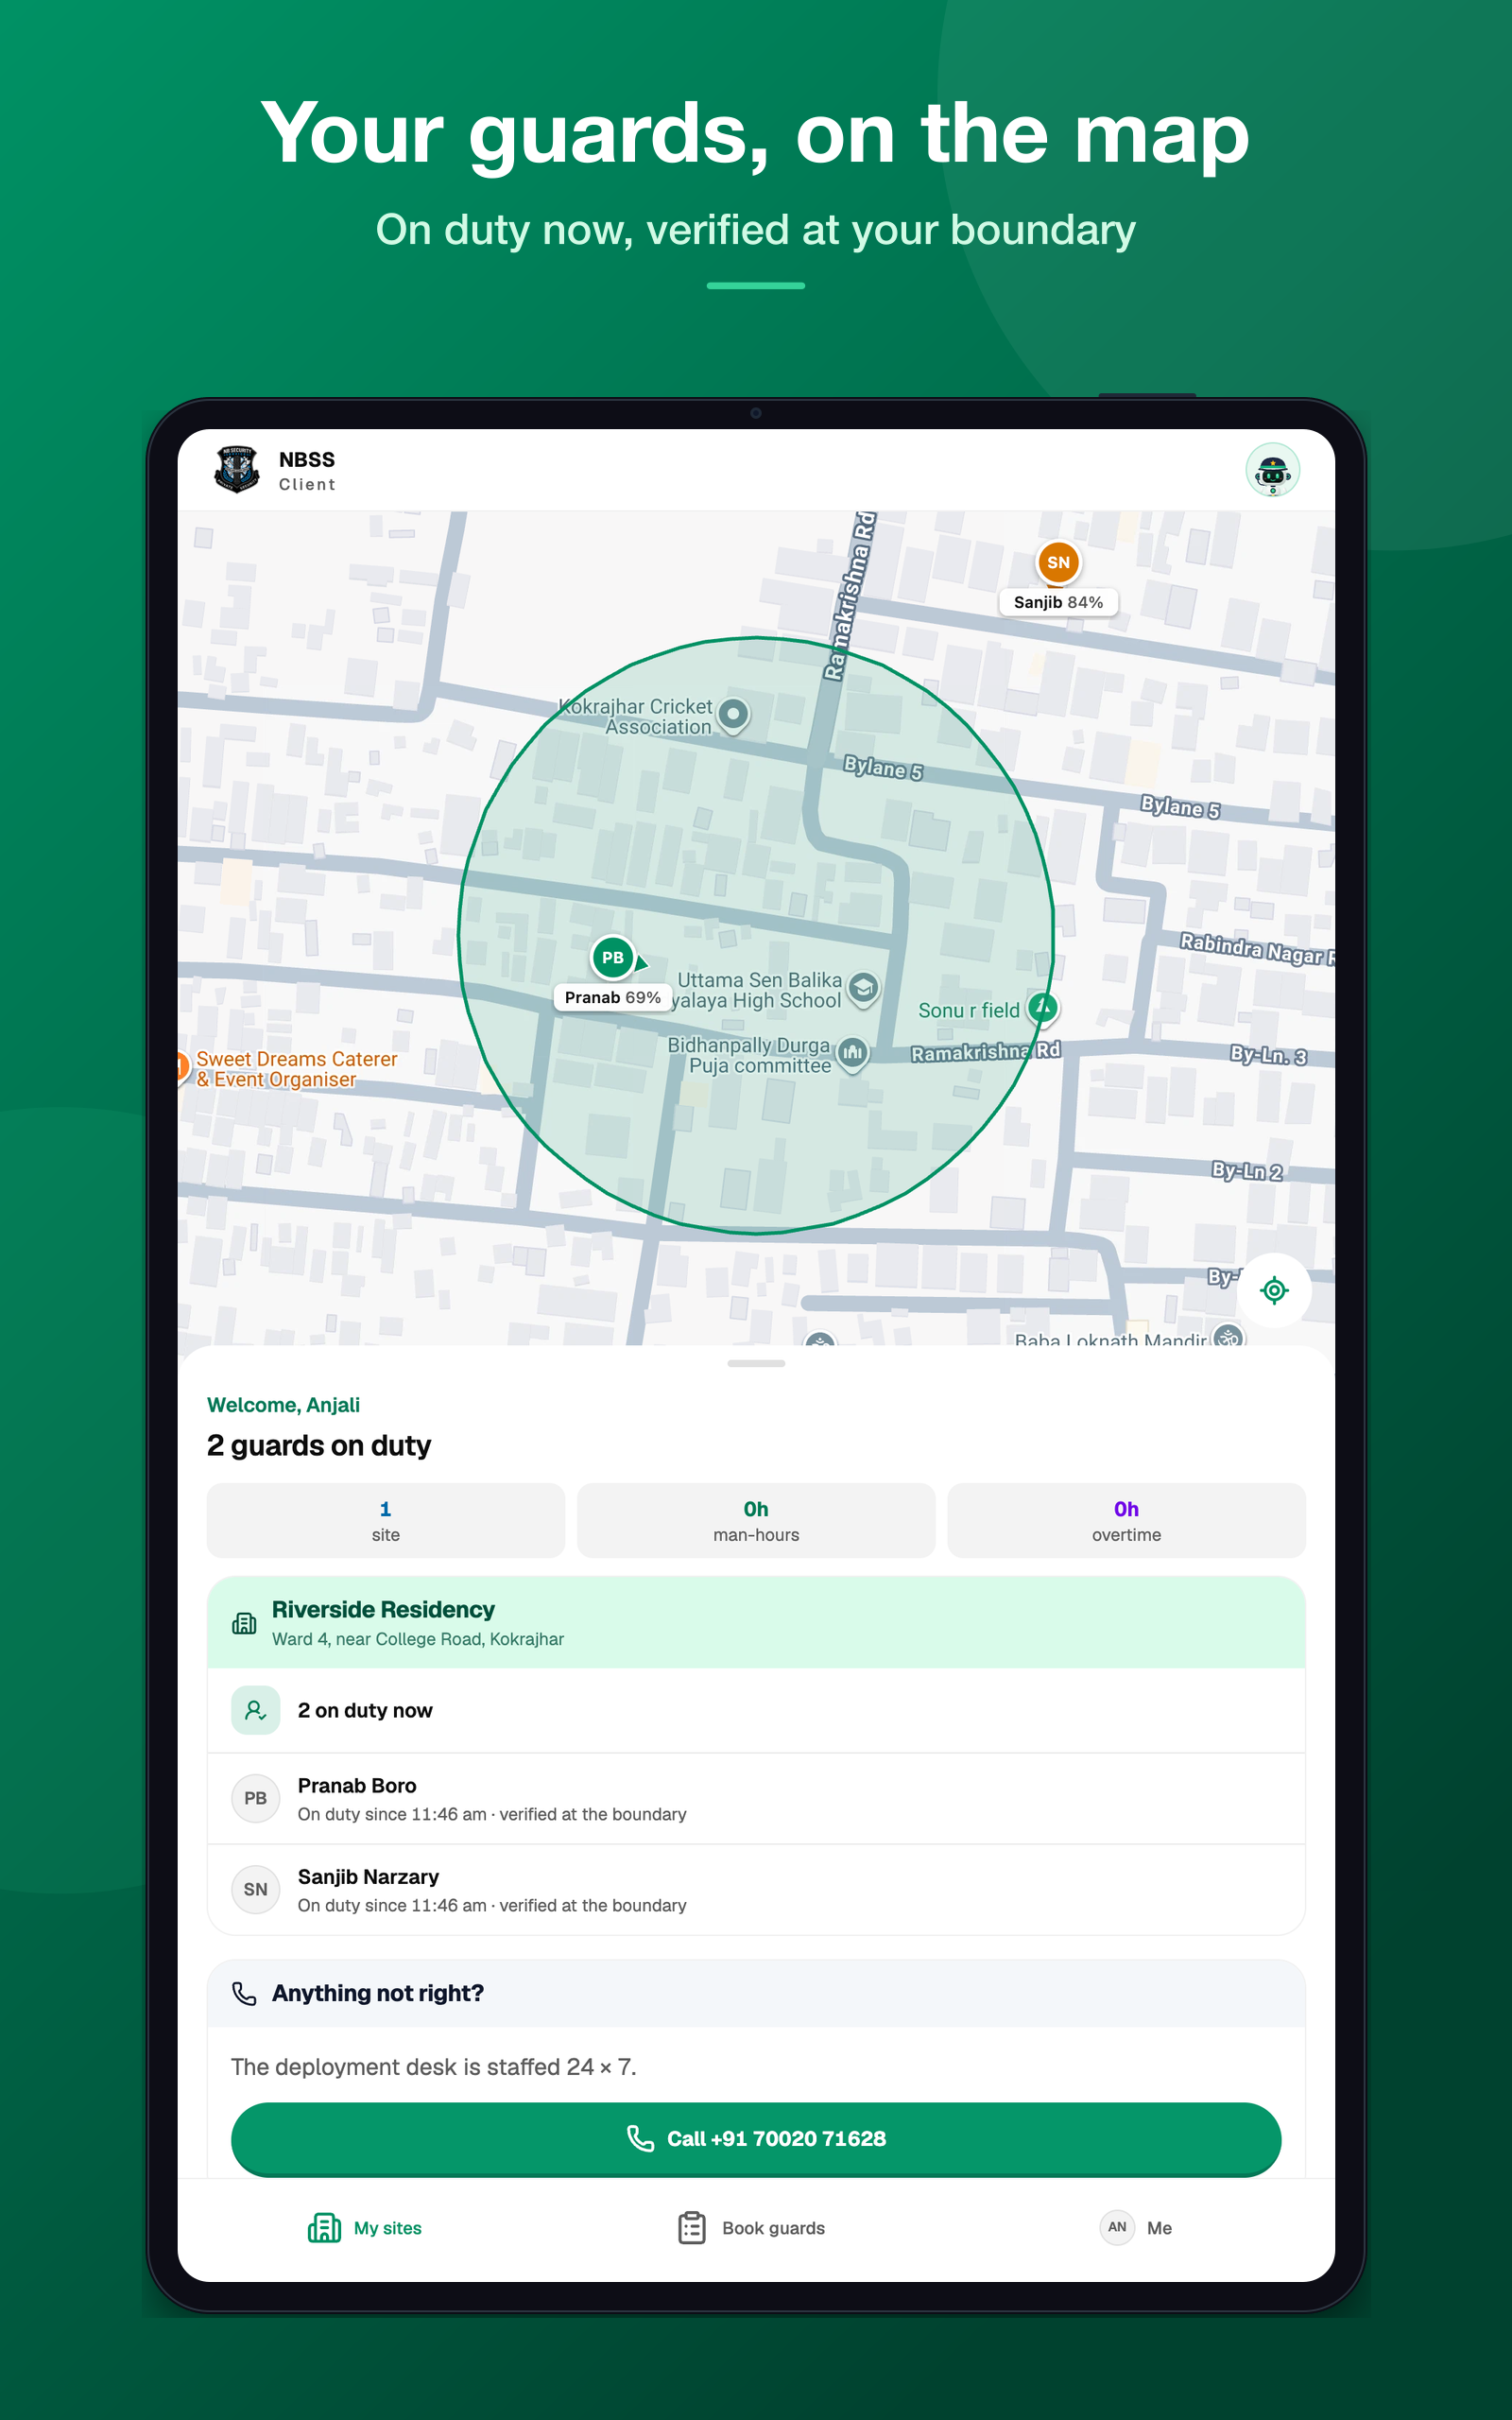 Your guards, on the map
On duty now, verified at your boundary
NBSS
Client
Ramakrishna Rd
SN
Sanjib 84%
Kokrajhar Cricket
Association
Bylane 5
Bylane 5
Rabindra Nagar
PB
Pranab 69%
Uttama Sen Balika
yalaya High School
Sonu r field
Bidhanpally Durga
Puja committee
Ramakrishna Rd
By-Ln. 3
Sweet Dreams Caterer
& Event Organiser
By-Ln 2
By-
Baba Loknath Mandir
Welcome, Anjali
2 guards on duty
1
site
0h
man-hours
0h
overtime
Riverside Residency
Ward 4, near College Road, Kokrajhar
2 on duty now
PB
Pranab Boro
On duty since 11:46 am · verified at the boundary
SN
Sanjib Narzary
On duty since 11:46 am · verified at the boundary
Anything not right?
The deployment desk is staffed 24 × 7.
Call +91 70020 71628
My sites
Book guards
AN
Me